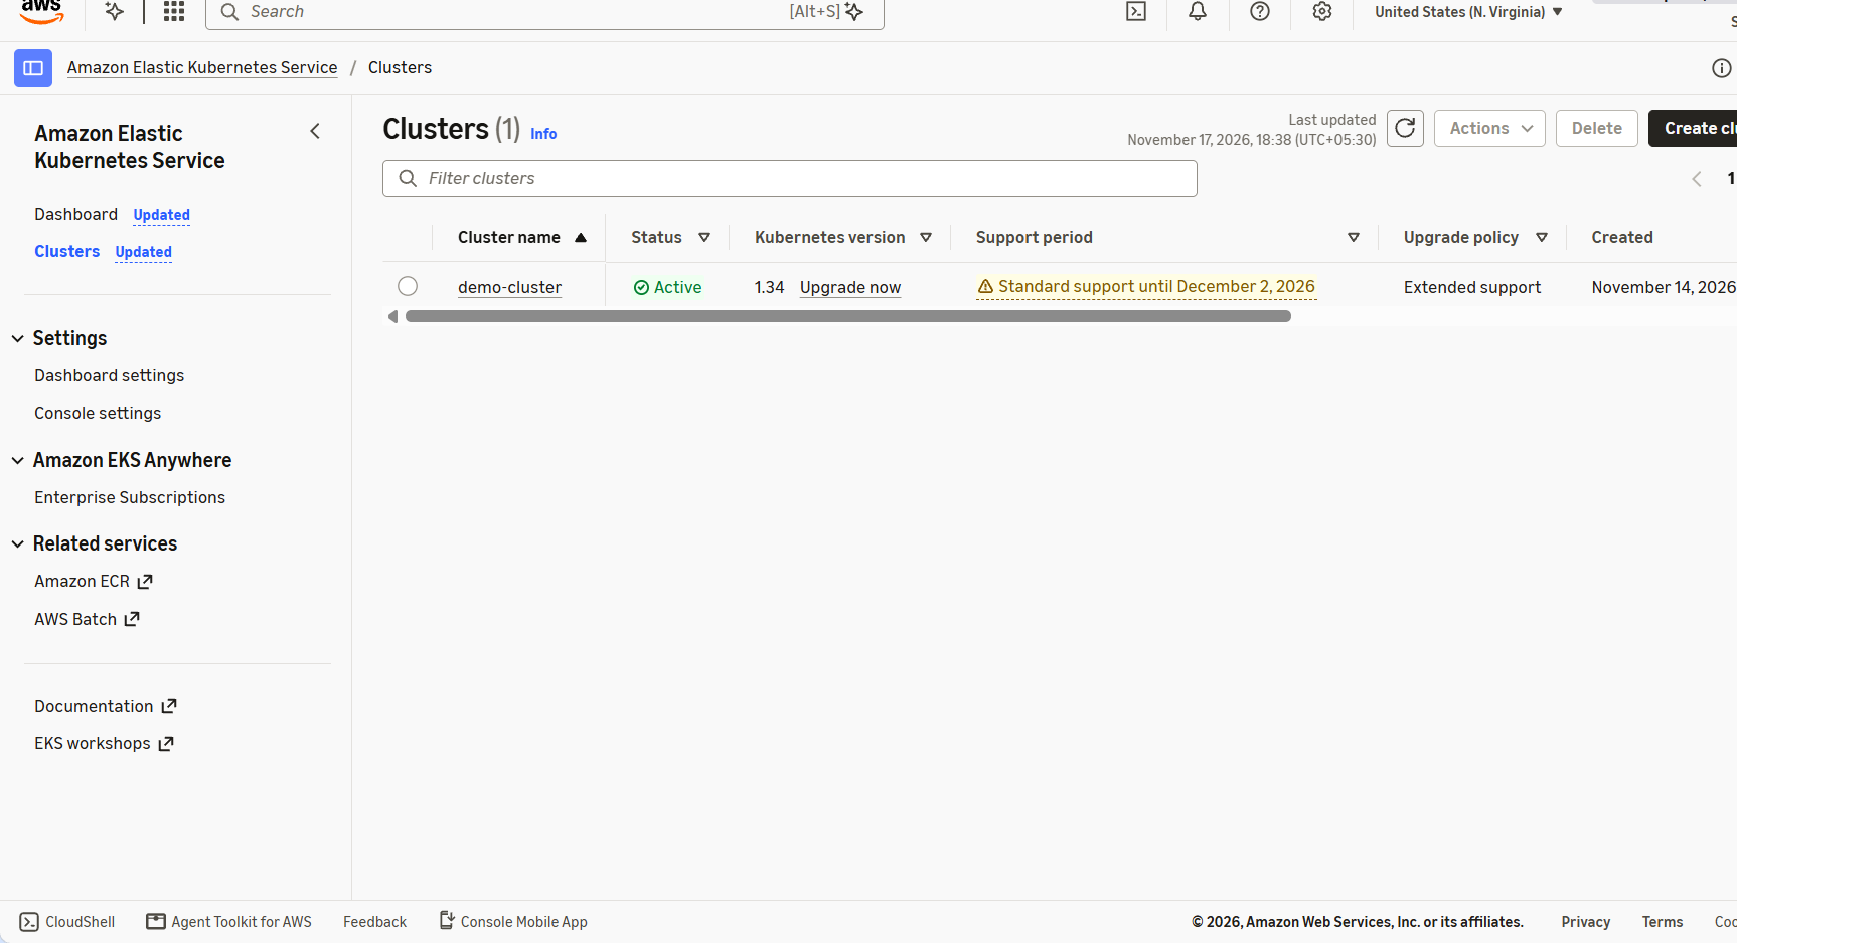 aws
Search [Alt+S]
United States (N. Virginia)
Amazon Elastic Kubernetes Service / Clusters
Amazon Elastic
Kubernetes Service
Dashboard Updated
Clusters Updated
Settings
Dashboard settings
Console settings
Amazon EKS Anywhere
Enterprise Subscriptions
Related services
Amazon ECR
AWS Batch
Documentation
EKS workshops
Clusters (1) Info
Last updated
November 17, 2026, 18:38 (UTC+05:30)
Actions Delete Create clu
Filter clusters
1
Cluster name Status Kubernetes version Support period Upgrade policy Created
demo-cluster Active 1.34 Upgrade now Standard support until December 2, 2026 Extended support November 14, 2026
CloudShell Agent Toolkit for AWS Feedback Console Mobile App © 2026, Amazon Web Services, Inc. or its affiliates. Privacy Terms Coo